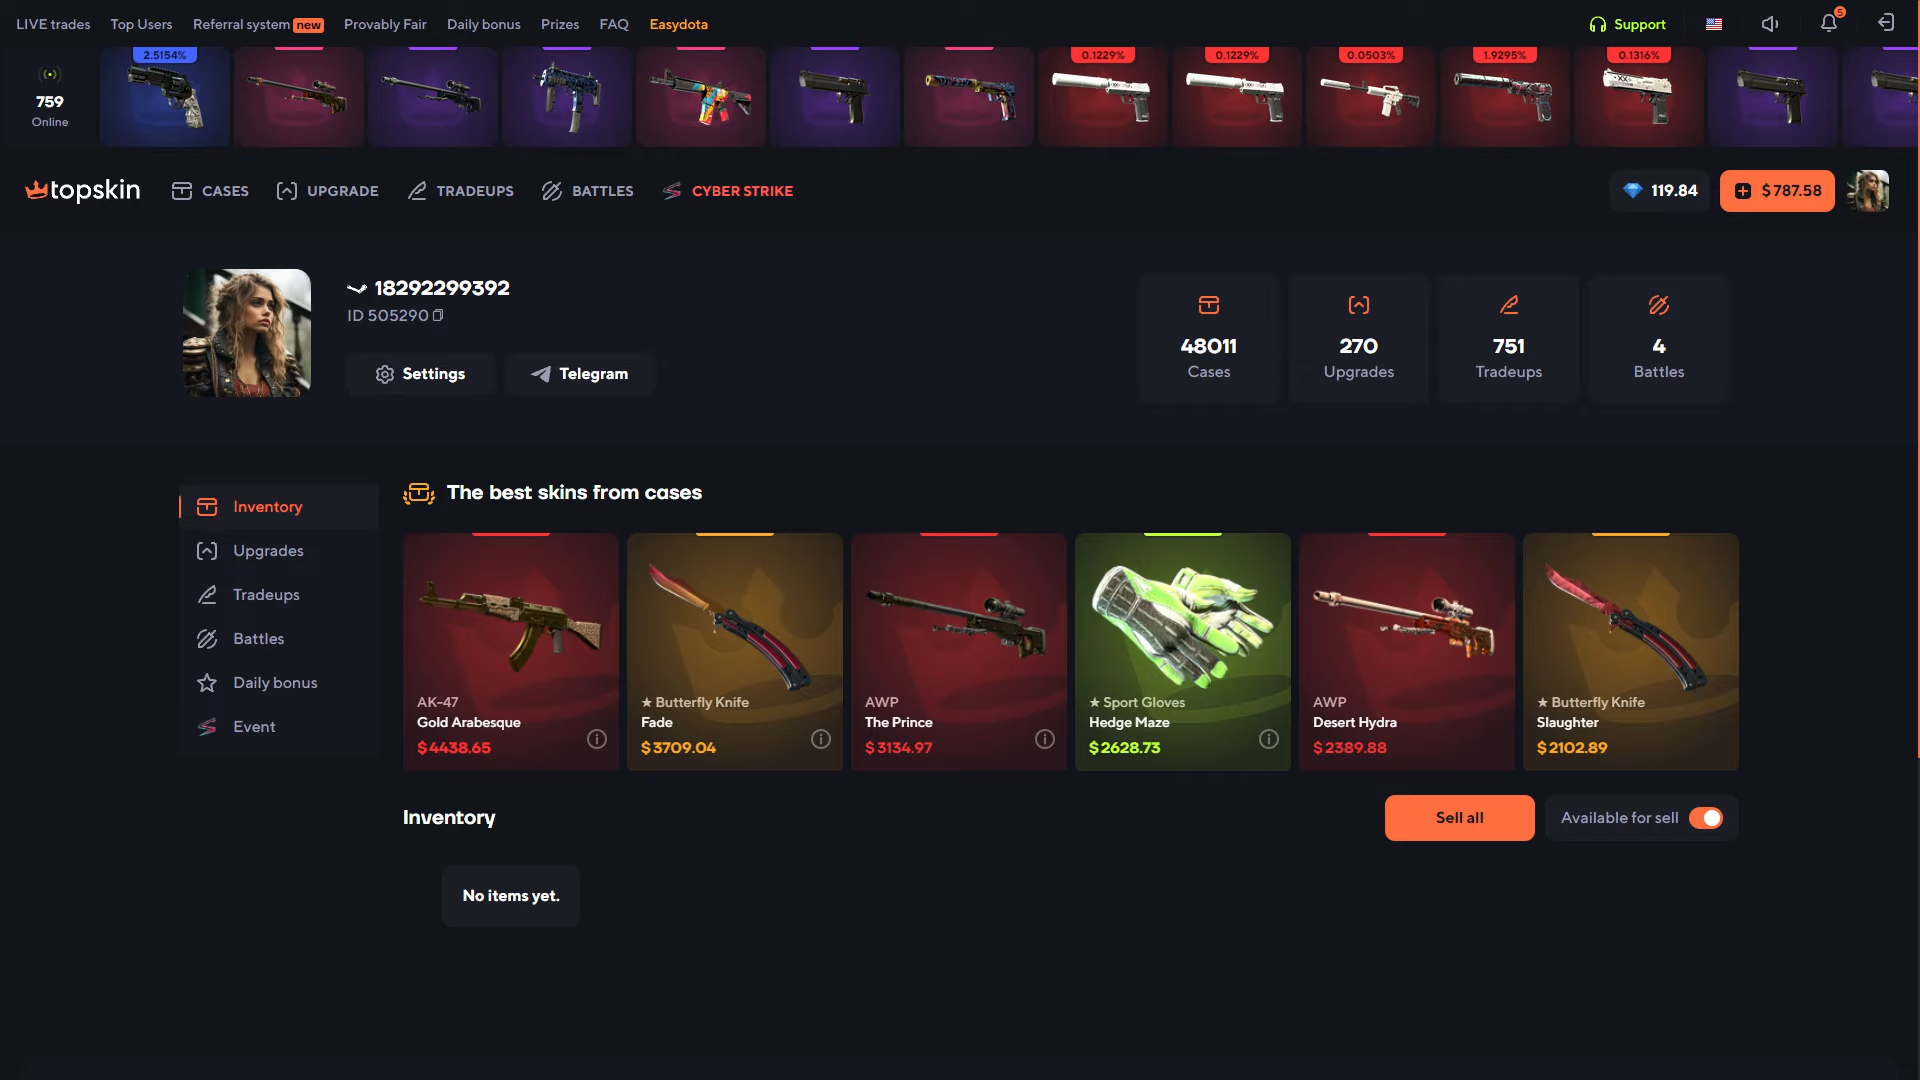 LIVE trades
Top Users
Referral system new
Provably Fair
Daily bonus
Prizes
FAQ
Easydota
Support
5
759
Online
2.5154%
0.1229%
0.1229%
0.0503%
1.9295%
0.1316%
topskin
CASES
UPGRADE
TRADEUPS
BATTLES
CYBER STRIKE
119.84
$ 787.58
18292299392
ID 505290
Settings
Telegram
48011
Cases
270
Upgrades
751
Tradeups
4
Battles
Inventory
Upgrades
Tradeups
Battles
Daily bonus
Event
The best skins from cases
AK-47
Gold Arabesque
$ 4438.65
★ Butterfly Knife
Fade
$ 3709.04
AWP
The Prince
$ 3134.97
★ Sport Gloves
Hedge Maze
$ 2628.73
AWP
Desert Hydra
$ 2389.88
★ Butterfly Knife
Slaughter
$ 2102.89
Inventory
Sell all
Available for sell
No items yet.